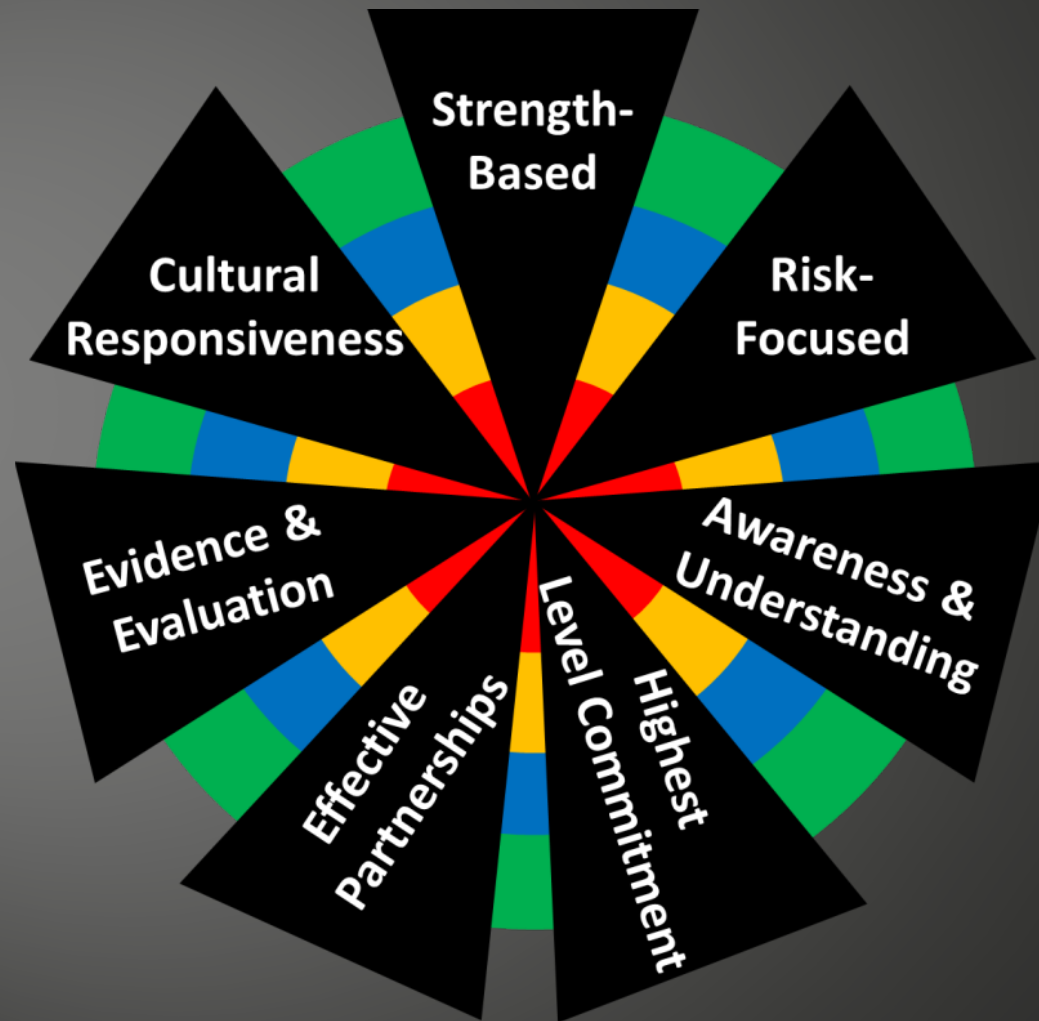 Strength-
Based
Risk-
Focused
Awareness &
Understanding
Highest
Level Commitment
Effective
Partnerships
Evidence &
Evaluation
Cultural
Responsiveness